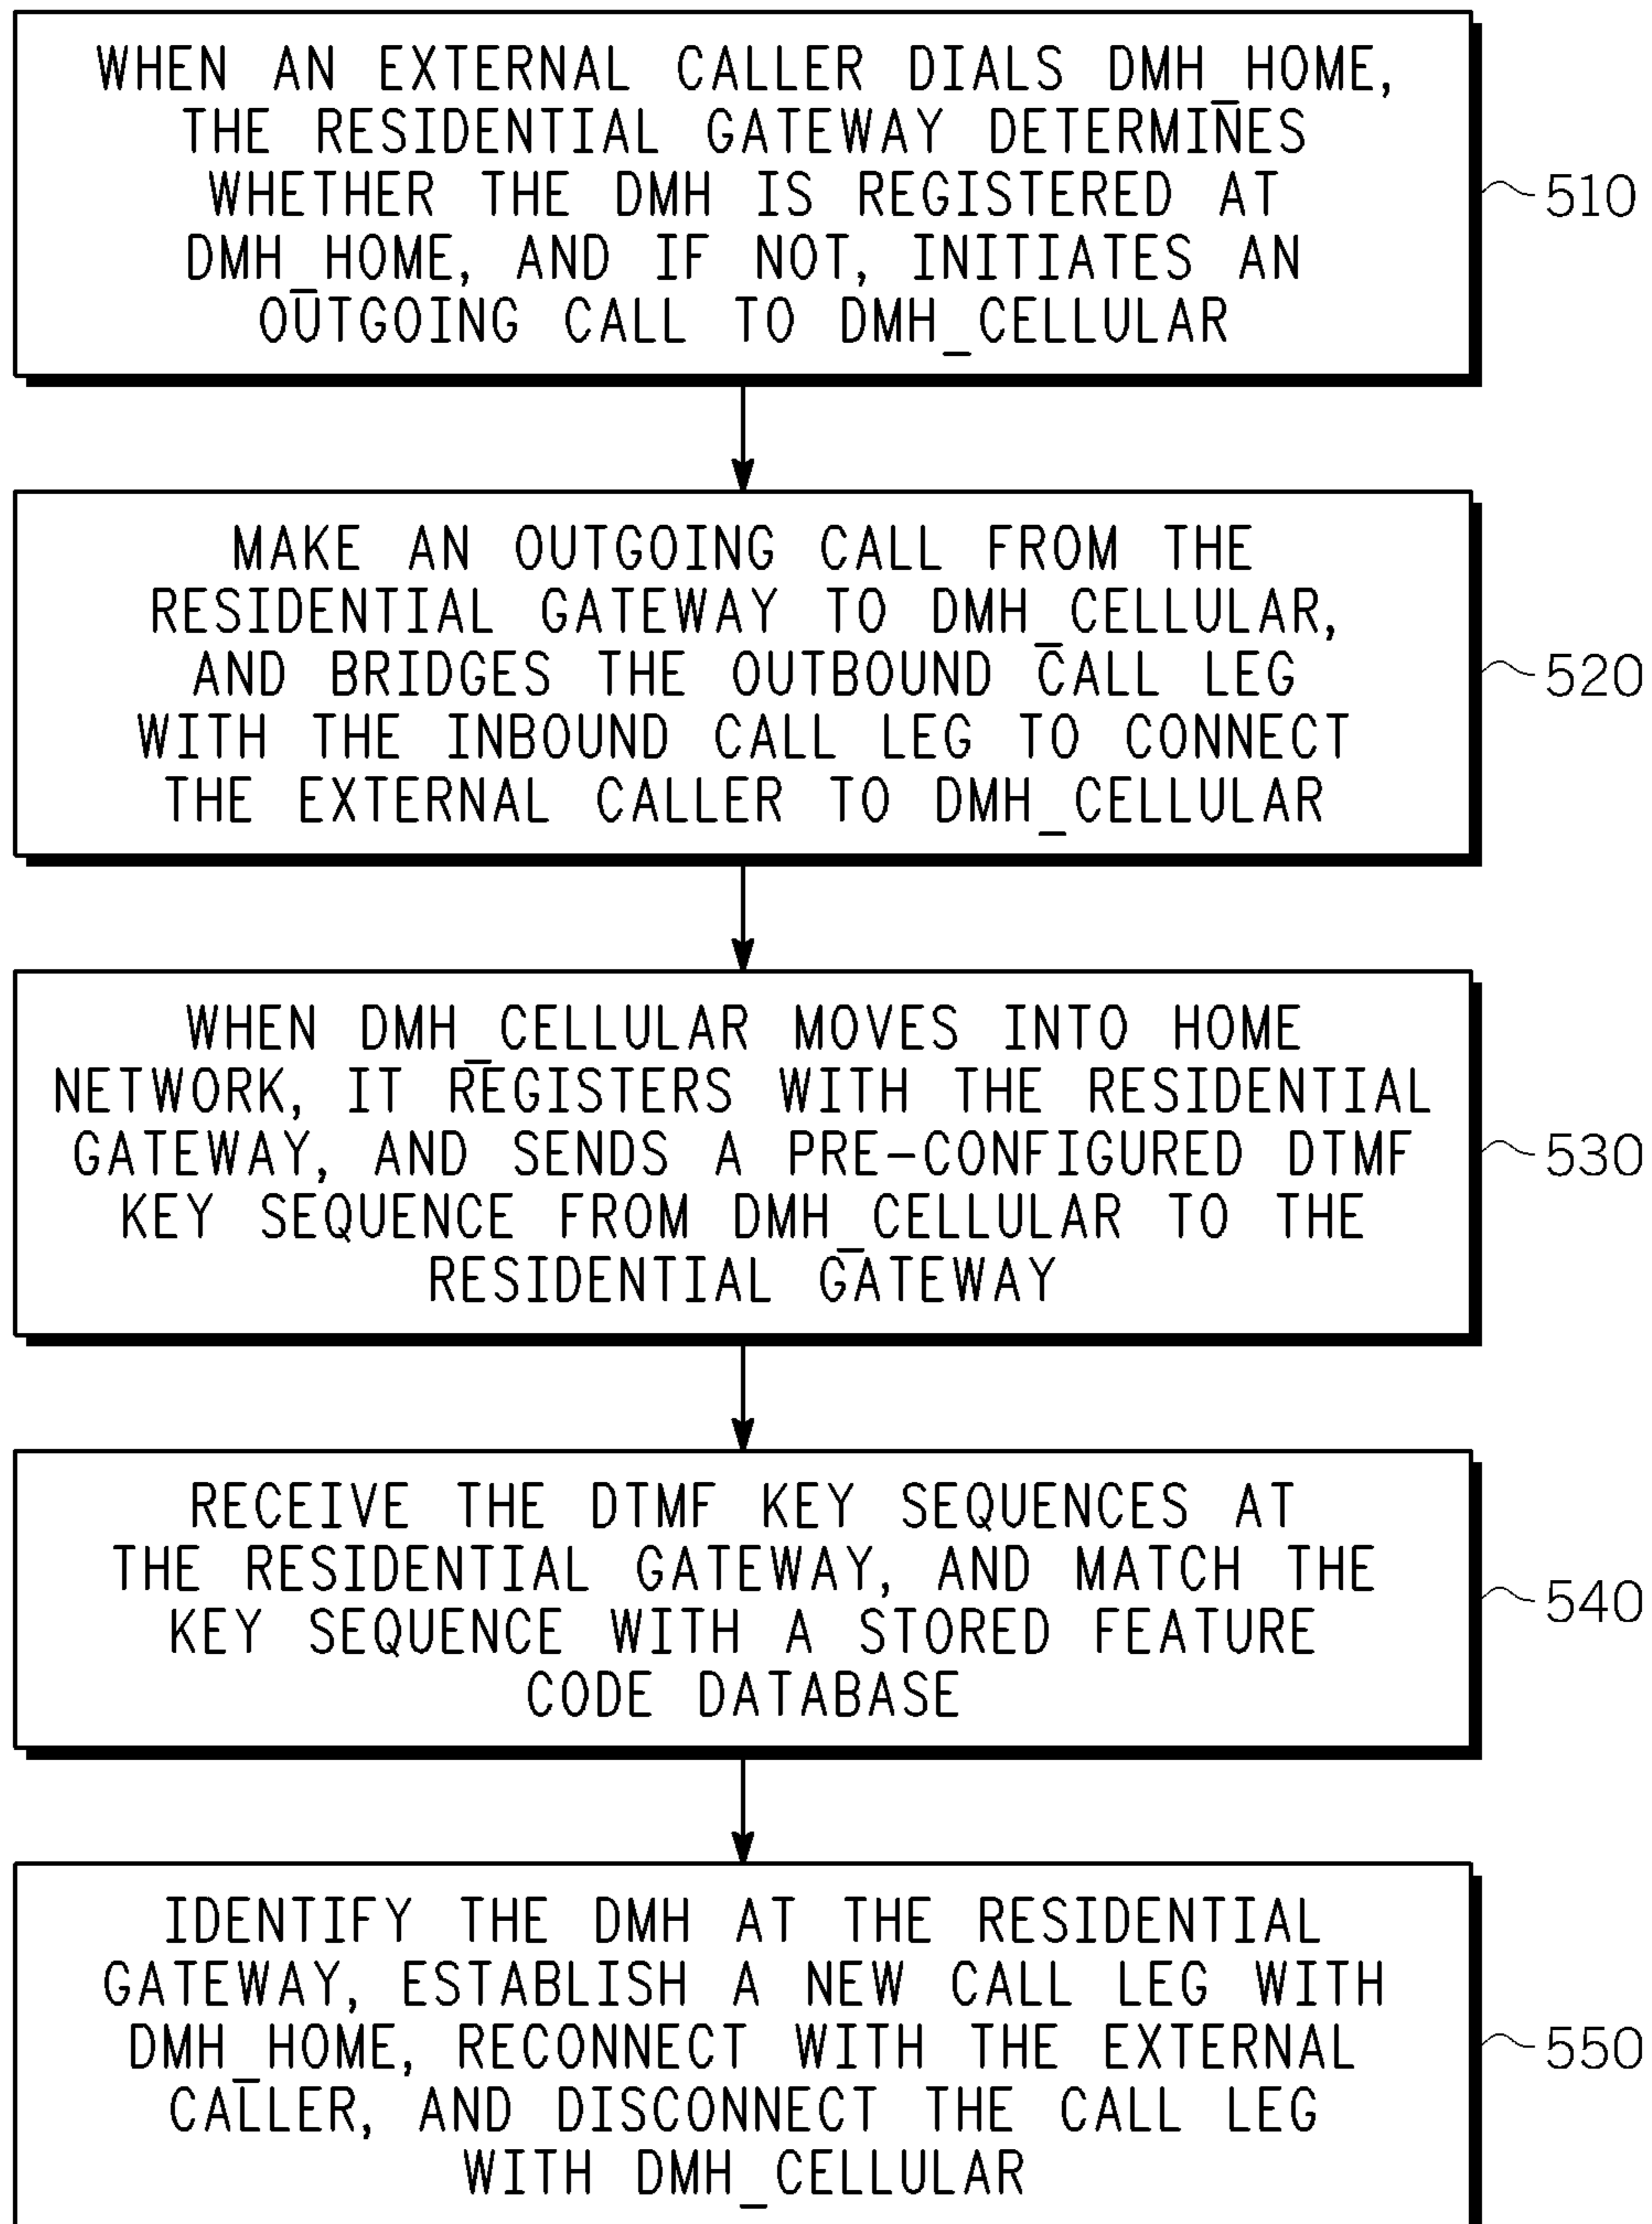 WHEN AN EXTERNAL CALLER DIALS DMH_HOME,
THE RESIDENTIAL GATEWAY DETERMINES
WHETHER THE DMH IS REGISTERED AT
DMH_HOME, AND IF NOT, INITIATES AN
OUTGOING CALL TO DMH_CELLULAR
510
MAKE AN OUTGOING CALL FROM THE
RESIDENTIAL GATEWAY TO DMH_CELLULAR,
AND BRIDGES THE OUTBOUND CALL LEG
WITH THE INBOUND CALL LEG TO CONNECT
THE EXTERNAL CALLER TO DMH_CELLULAR
520
WHEN DMH_CELLULAR MOVES INTO HOME
NETWORK, IT REGISTERS WITH THE RESIDENTIAL
GATEWAY, AND SENDS A PRE-CONFIGURED DTMF
KEY SEQUENCE FROM DMH_CELLULAR TO THE
RESIDENTIAL GATEWAY
530
RECEIVE THE DTMF KEY SEQUENCES AT
THE RESIDENTIAL GATEWAY, AND MATCH THE
KEY SEQUENCE WITH A STORED FEATURE
CODE DATABASE
540
IDENTIFY THE DMH AT THE RESIDENTIAL
GATEWAY, ESTABLISH A NEW CALL LEG WITH
DMH_HOME, RECONNECT WITH THE EXTERNAL
CALLER, AND DISCONNECT THE CALL LEG
WITH DMH_CELLULAR
550